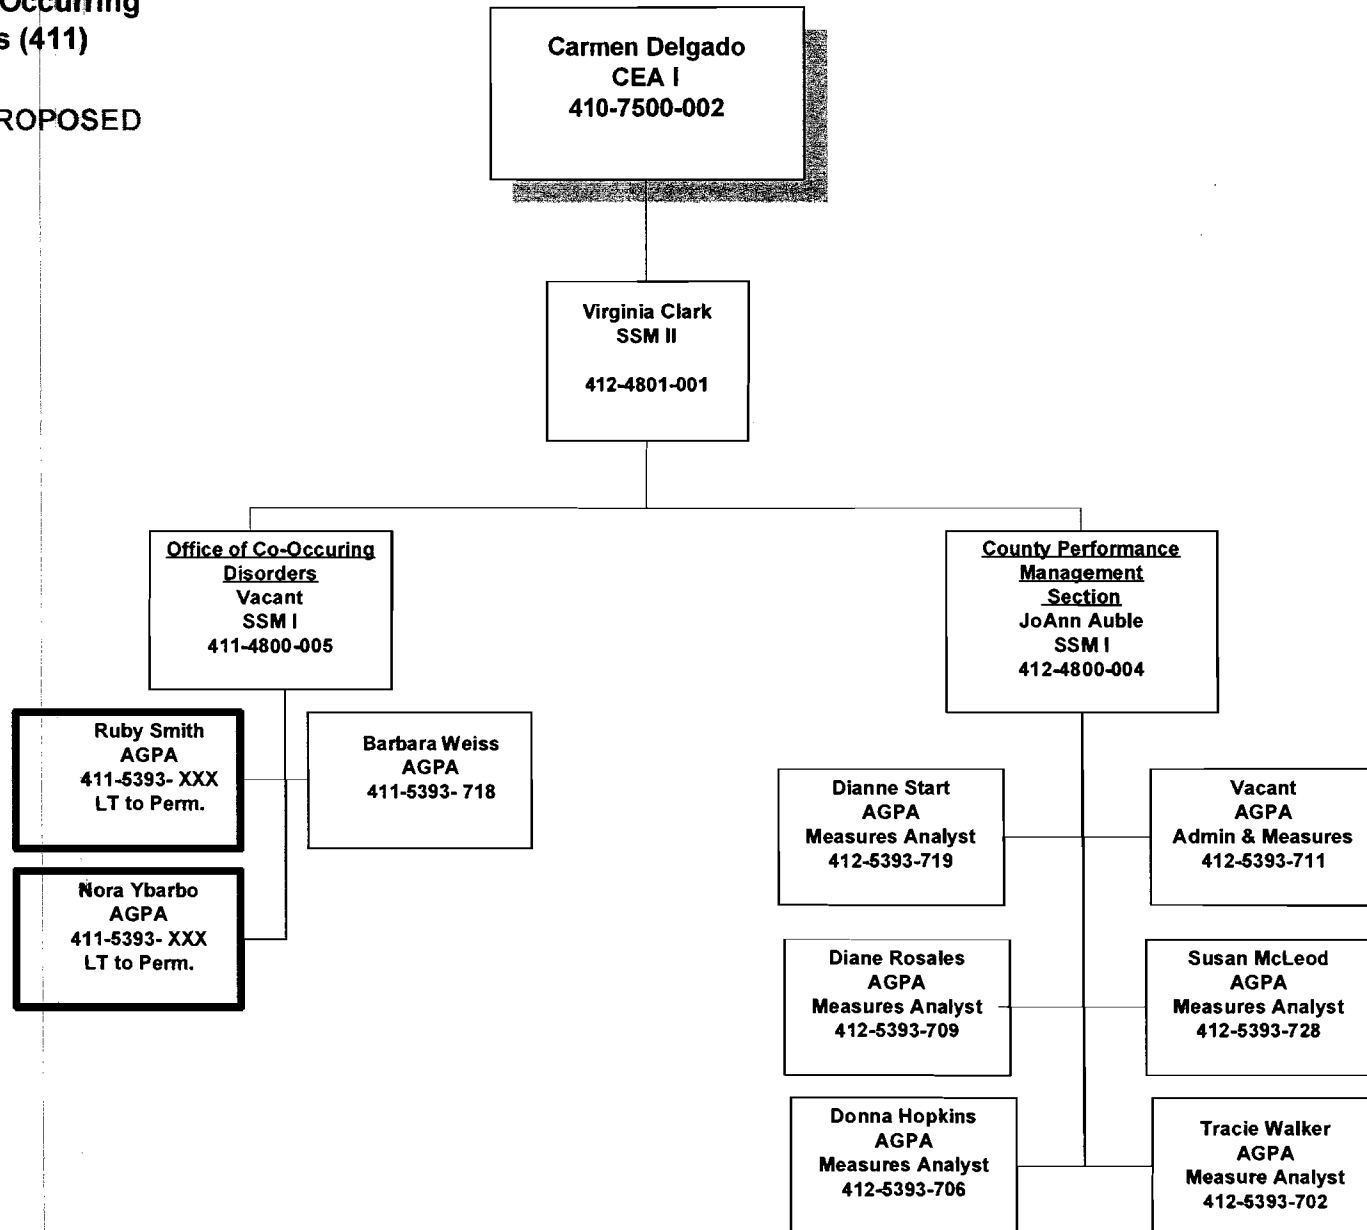 Occurring
s (411)
ROPOSED
Carmen Delgado
CEA I
410-7500-002
Virginia Clark
SSM II
412-4801-001
Office of Co-Occuring
Disorders
Vacant
SSM I
411-4800-005
County Performance
Management
Section
JoAnn Auble
SSM I
412-4800-004
Ruby Smith
AGPA
411-5393- XXX
LT to Perm.
Barbara Weiss
AGPA
411-5393- 718
Nora Ybarbo
AGPA
411-5393- XXX
LT to Perm.
Dianne Start
AGPA
Measures Analyst
412-5393-719
Vacant
AGPA
Admin & Measures
412-5393-711
Diane Rosales
AGPA
Measures Analyst
412-5393-709
Susan McLeod
AGPA
Measures Analyst
412-5393-728
Donna Hopkins
AGPA
Measures Analyst
412-5393-706
Tracie Walker
AGPA
Measure Analyst
412-5393-702